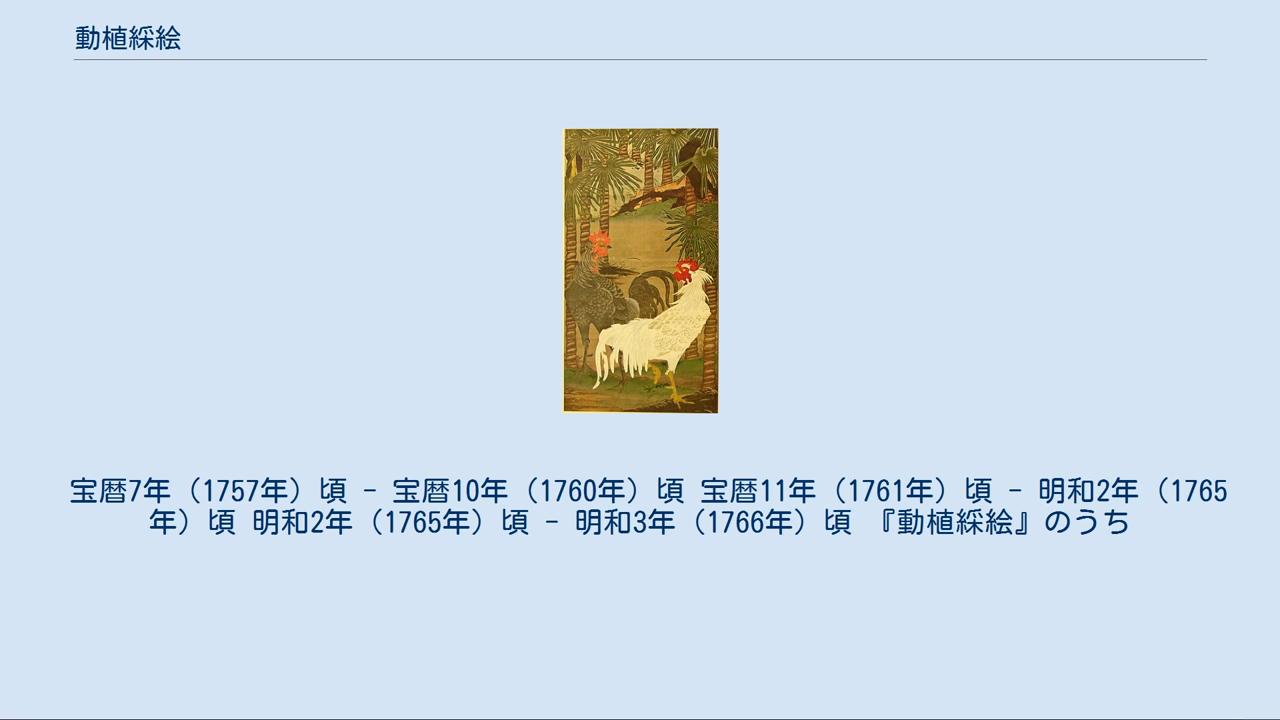 動植綵絵
宝暦7年（1757年）頃 - 宝暦10年（1760年）頃 宝暦11年（1761年）頃 - 明和2年（1765
年）頃 明和2年（1765年）頃 - 明和3年（1766年）頃 『動植綵絵』のうち